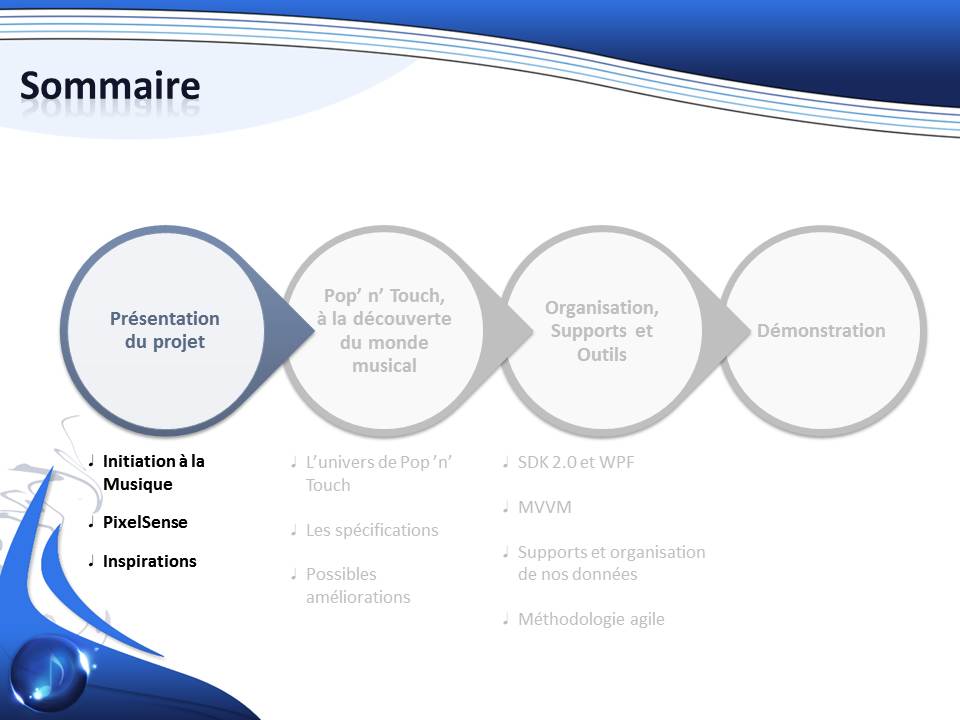 Sommaire
Présentation
du projet
Pop’ n’ Touch,
à la découverte
du monde
musical
Organisation,
Supports et
Outils
Démonstration
♩ Initiation à la
Musique
♩ PixelSense
♩ Inspirations
♩ L’univers de Pop ’n’
Touch
♩ Les spécifications
♩ Possibles
améliorations
♩ SDK 2.0 et WPF
♩ MVVM
♩ Supports et organisation
de nos données
♩ Méthodologie agile